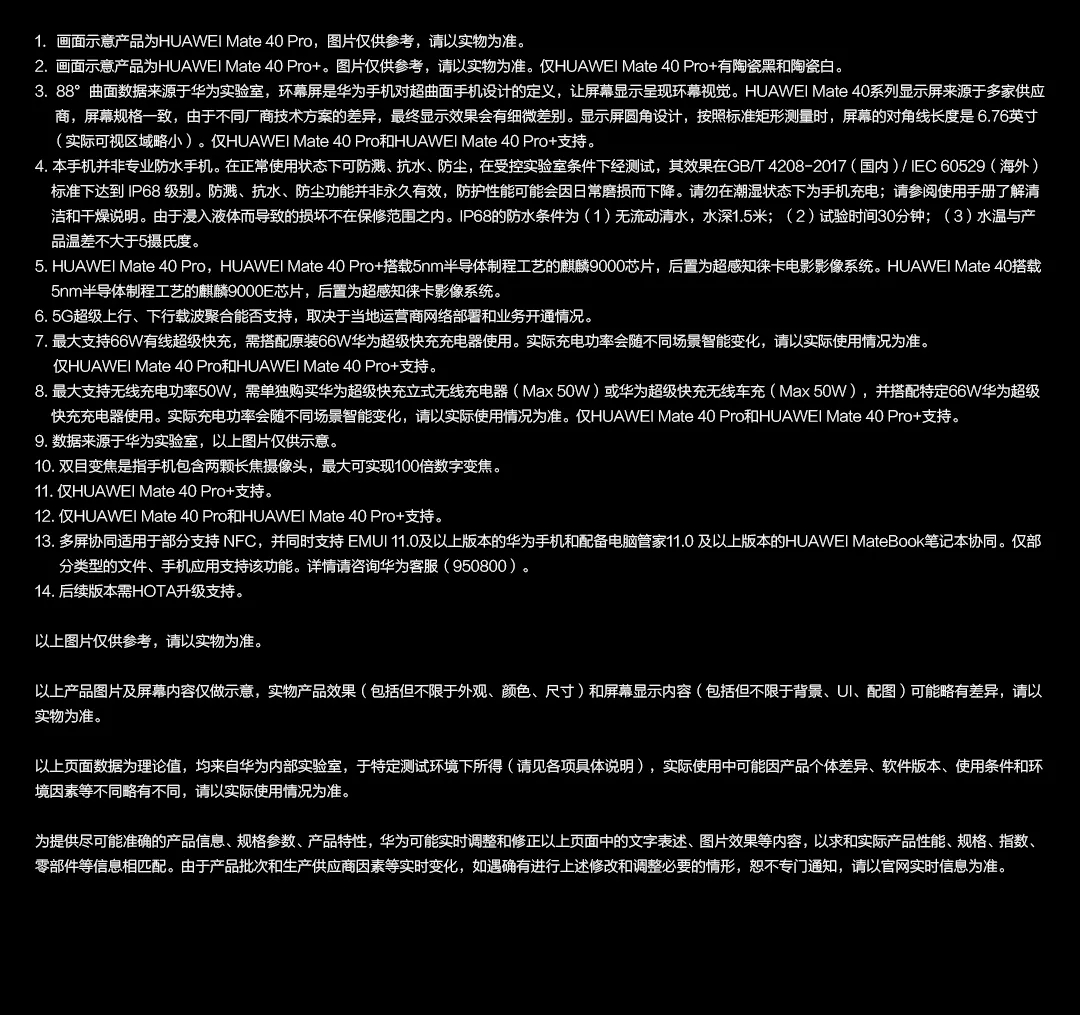 1. 画面示意产品为HUAWEI Mate 40 Pro，图片仅供参考，请以实物为准。
2. 画面示意产品为HUAWEI Mate 40 Pro+。图片仅供参考，请以实物为准。仅HUAWEI Mate 40 Pro+有陶瓷黑和陶瓷白。
3. 88° 曲面数据来源于华为实验室，环幕屏是华为手机对超曲面手机设计的定义，让屏幕显示呈现环幕视觉。HUAWEI Mate 40系列显示屏来源于多家供应
商，屏幕规格一致，由于不同厂商技术方案的差异，最终显示效果会有细微差别。显示屏圆角设计，按照标准矩形测量时，屏幕的对角线长度是 6.76英寸
（实际可视区域略小）。仅HUAWEI Mate 40 Pro和HUAWEI Mate 40 Pro+支持。
4. 本手机并非专业防水手机。在正常使用状态下可防溅、抗水、防尘，在受控实验室条件下经测试，其效果在GB/T 4208-2017（国内）/ IEC 60529（海外）
标准下达到 IP68 级别。防溅、抗水、防尘功能并非永久有效，防护性能可能会因日常磨损而下降。请勿在潮湿状态下为手机充电；请参阅使用手册了解清
洁和干燥说明。由于浸入液体而导致的损坏不在保修范围之内。IP68的防水条件为（1）无流动清水，水深1.5米；（2）试验时间30分钟；（3）水温与产
品温差不大于5摄氏度。
5. HUAWEI Mate 40 Pro，HUAWEI Mate 40 Pro+搭载5nm半导体制程工艺的麒麟9000芯片，后置为超感知徕卡电影影像系统。HUAWEI Mate 40搭载
5nm半导体制程工艺的麒麟9000E芯片，后置为超感知徕卡影像系统。
6. 5G超级上行、下行载波聚合能否支持，取决于当地运营商网络部署和业务开通情况。
7. 最大支持66W有线超级快充，需搭配原装66W华为超级快充充电器使用。实际充电功率会随不同场景智能变化，请以实际使用情况为准。
仅HUAWEI Mate 40 Pro和HUAWEI Mate 40 Pro+支持。
8. 最大支持无线充电功率50W，需单独购买华为超级快充立式无线充电器（Max 50W）或华为超级快充无线车充（Max 50W），并搭配特定66W华为超级
快充充电器使用。实际充电功率会随不同场景智能变化，请以实际使用情况为准。仅HUAWEI Mate 40 Pro和HUAWEI Mate 40 Pro+支持。
9. 数据来源于华为实验室，以上图片仅供示意。
10. 双目变焦是指手机包含两颗长焦摄像头，最大可实现100倍数字变焦。
11. 仅HUAWEI Mate 40 Pro+支持。
12. 仅HUAWEI Mate 40 Pro和HUAWEI Mate 40 Pro+支持。
13. 多屏协同适用于部分支持 NFC，并同时支持 EMUI 11.0及以上版本的华为手机和配备电脑管家11.0 及以上版本的HUAWEI MateBook笔记本协同。仅部
分类型的文件、手机应用支持该功能。详情请咨询华为客服（950800）。
14. 后续版本需HOTA升级支持。
以上图片仅供参考，请以实物为准。
以上产品图片及屏幕内容仅做示意，实物产品效果（包括但不限于外观、颜色、尺寸）和屏幕显示内容（包括但不限于背景、UI、配图）可能略有差异，请以
实物为准。
以上页面数据为理论值，均来自华为内部实验室，于特定测试环境下所得（请见各项具体说明），实际使用中可能因产品个体差异、软件版本、使用条件和环
境因素等不同略有不同，请以实际使用情况为准。
为提供尽可能准确的产品信息、规格参数、产品特性，华为可能实时调整和修正以上页面中的文字表述、图片效果等内容，以求和实际产品性能、规格、指数、
零部件等信息相匹配。由于产品批次和生产供应商因素等实时变化，如遇确有进行上述修改和调整必要的情形，恕不专门通知，请以官网实时信息为准。